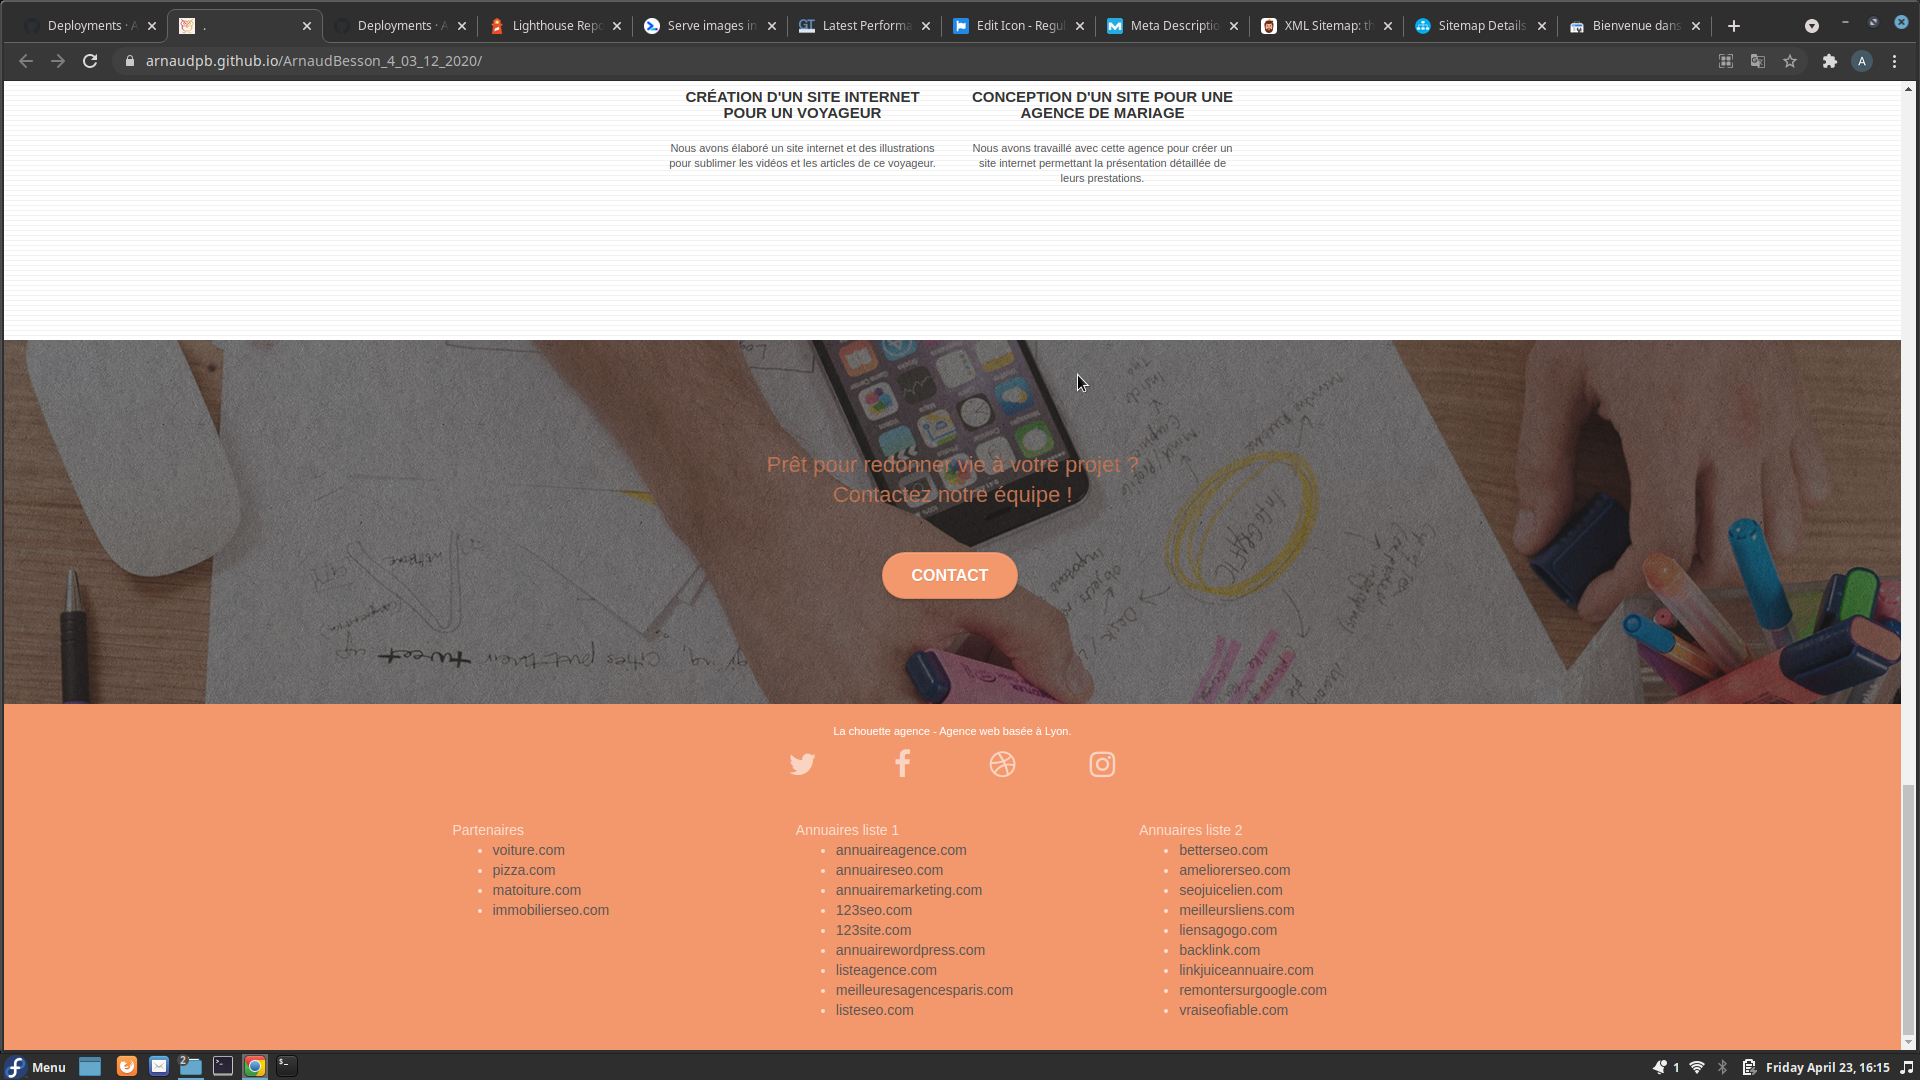 Deployments · A
.
Deployments · A
Lighthouse Repo
Serve images in
Latest Performa
Edit Icon - Regul
Meta Descriptio
XML Sitemap: th
Sitemap Details
Bienvenue dans
arnaudpb.github.io/ArnaudBesson_4_03_12_2020/
A
CRÉATION D'UN SITE INTERNET
POUR UN VOYAGEUR
Nous avons élaboré un site internet et des illustrations
pour sublimer les vidéos et les articles de ce voyageur.
CONCEPTION D'UN SITE POUR UNE
AGENCE DE MARIAGE
Nous avons travaillé avec cette agence pour créer un
site internet permettant la présentation détaillée de
leurs prestations.
Prêt pour redonner vie à votre projet ?
Contactez notre équipe !
CONTACT
La chouette agence - Agence web basée à Lyon.
Partenaires
voiture.com
pizza.com
matoiture.com
immobilierseo.com
Annuaires liste 1
annuaireagence.com
annuaireseo.com
annuairemarketing.com
123seo.com
123site.com
annuairewordpress.com
listeagence.com
meilleuresagencesparis.com
listeseo.com
Annuaires liste 2
betterseo.com
ameliorerseo.com
seojuicelien.com
meilleursliens.com
liensagogo.com
backlink.com
linkjuiceannuaire.com
remontersurgoogle.com
vraiseofiable.com
Menu
2
1
Friday April 23, 16:15